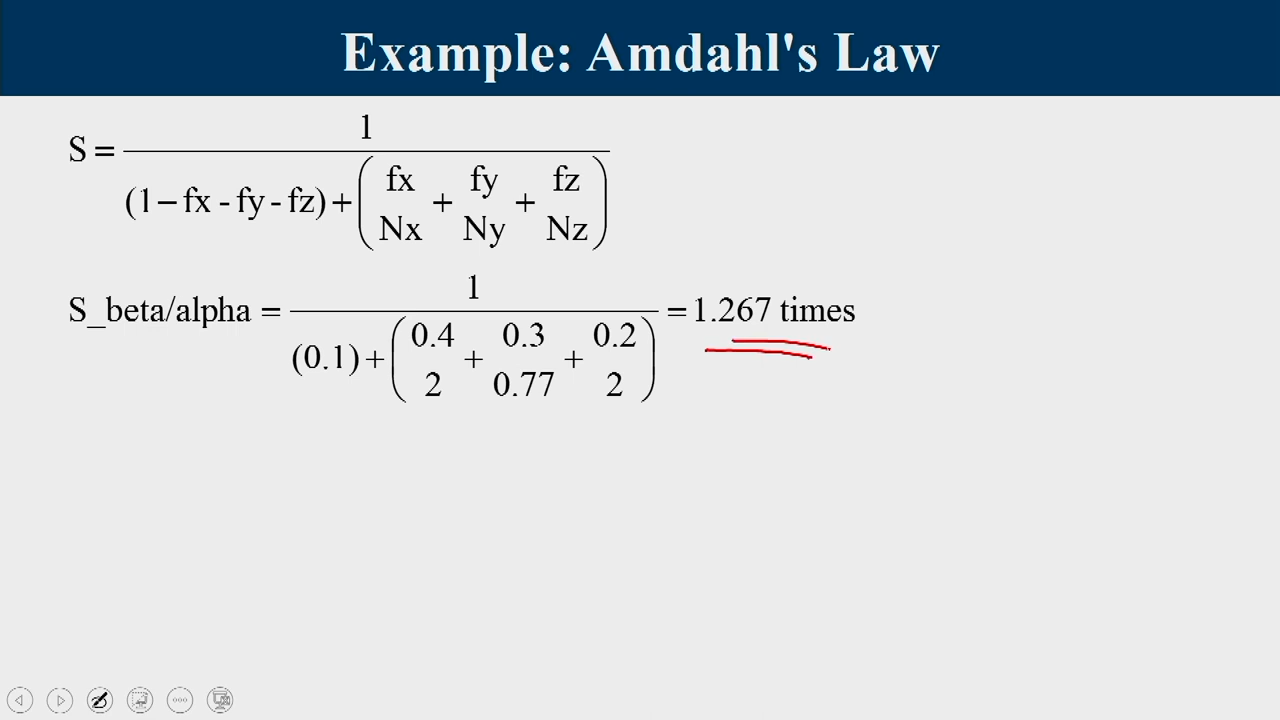 Example: Amdahl's Law
1
S =
(1 – fx - fy - fz) + ( fx/Nx + fy/Ny + fz/Nz )
1
S_beta/alpha = = 1.267 times
(0.1) + ( 0.4/2 + 0.3/0.77 + 0.2/2 )